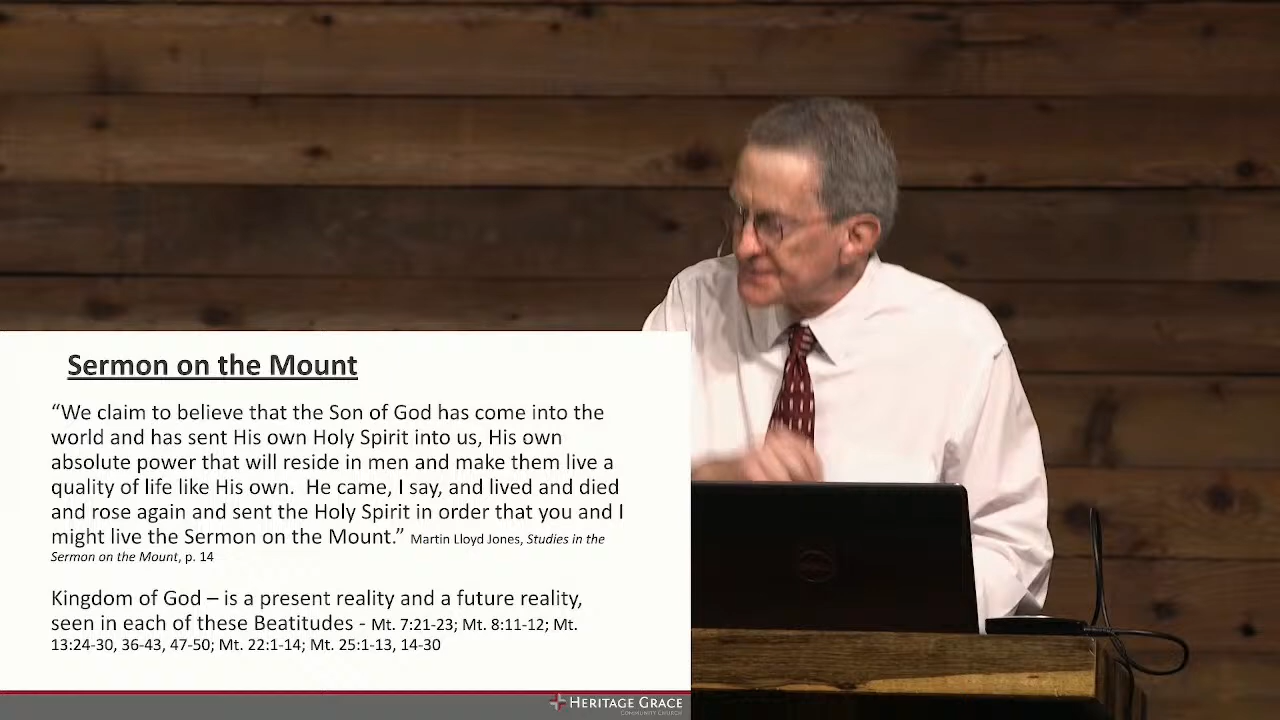 Sermon on the Mount
“We claim to believe that the Son of God has come into the
world and has sent His own Holy Spirit into us, His own
absolute power that will reside in men and make them live a
quality of life like His own.  He came, I say, and lived and died
and rose again and sent the Holy Spirit in order that you and I
might live the Sermon on the Mount.” Martin Lloyd Jones, Studies in the
Sermon on the Mount, p. 14
Kingdom of God – is a present reality and a future reality,
seen in each of these Beatitudes - Mt. 7:21-23; Mt. 8:11-12; Mt.
13:24-30, 36-43, 47-50; Mt. 22:1-14; Mt. 25:1-13, 14-30
HERITAGE GRACE
COMMUNITY CHURCH